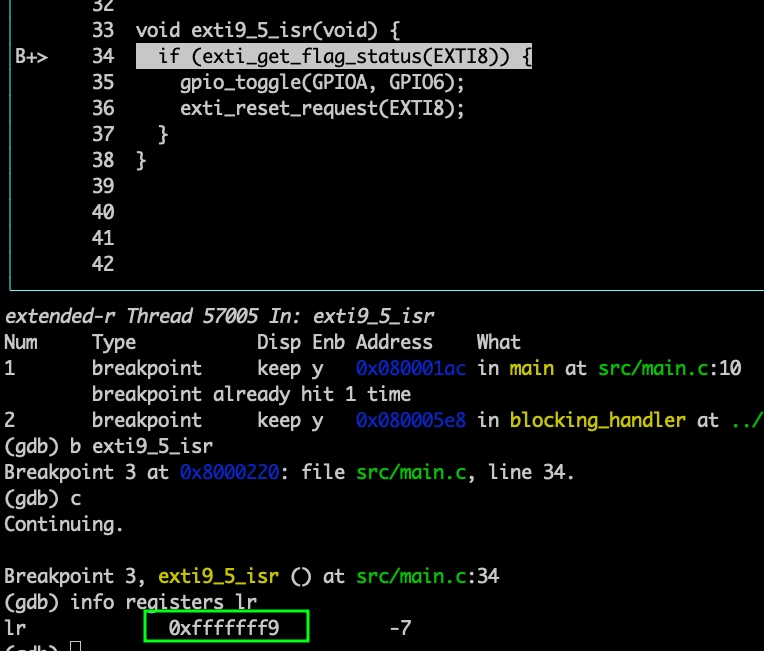 32
33 void exti9_5_isr(void) {
B+> 34 if (exti_get_flag_status(EXTI8)) {
35 gpio_toggle(GPIOA, GPIO6);
36 exti_reset_request(EXTI8);
37 }
38 }
39
40
41
42
extended-r Thread 57005 In: exti9_5_isr
Num Type Disp Enb Address What
1 breakpoint keep y 0x080001ac in main at src/main.c:10
breakpoint already hit 1 time
2 breakpoint keep y 0x080005e8 in blocking_handler at ../
(gdb) b exti9_5_isr
Breakpoint 3 at 0x8000220: file src/main.c, line 34.
(gdb) c
Continuing.
Breakpoint 3, exti9_5_isr () at src/main.c:34
(gdb) info registers lr
lr 0xfffffff9 -7
(gdb)